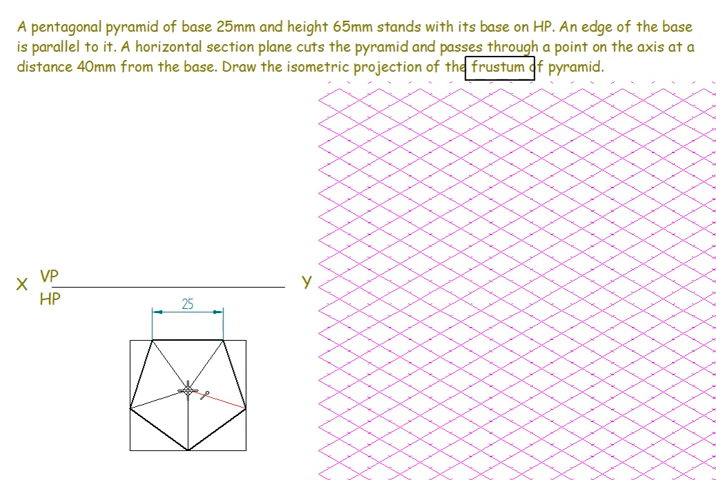 A pentagonal pyramid of base 25mm and height 65mm stands with its base on HP. An edge of the base
is parallel to it. A horizontal section plane cuts the pyramid and passes through a point on the axis at a
distance 40mm from the base. Draw the isometric projection of the frustum of pyramid.
X VP Y
HP
25